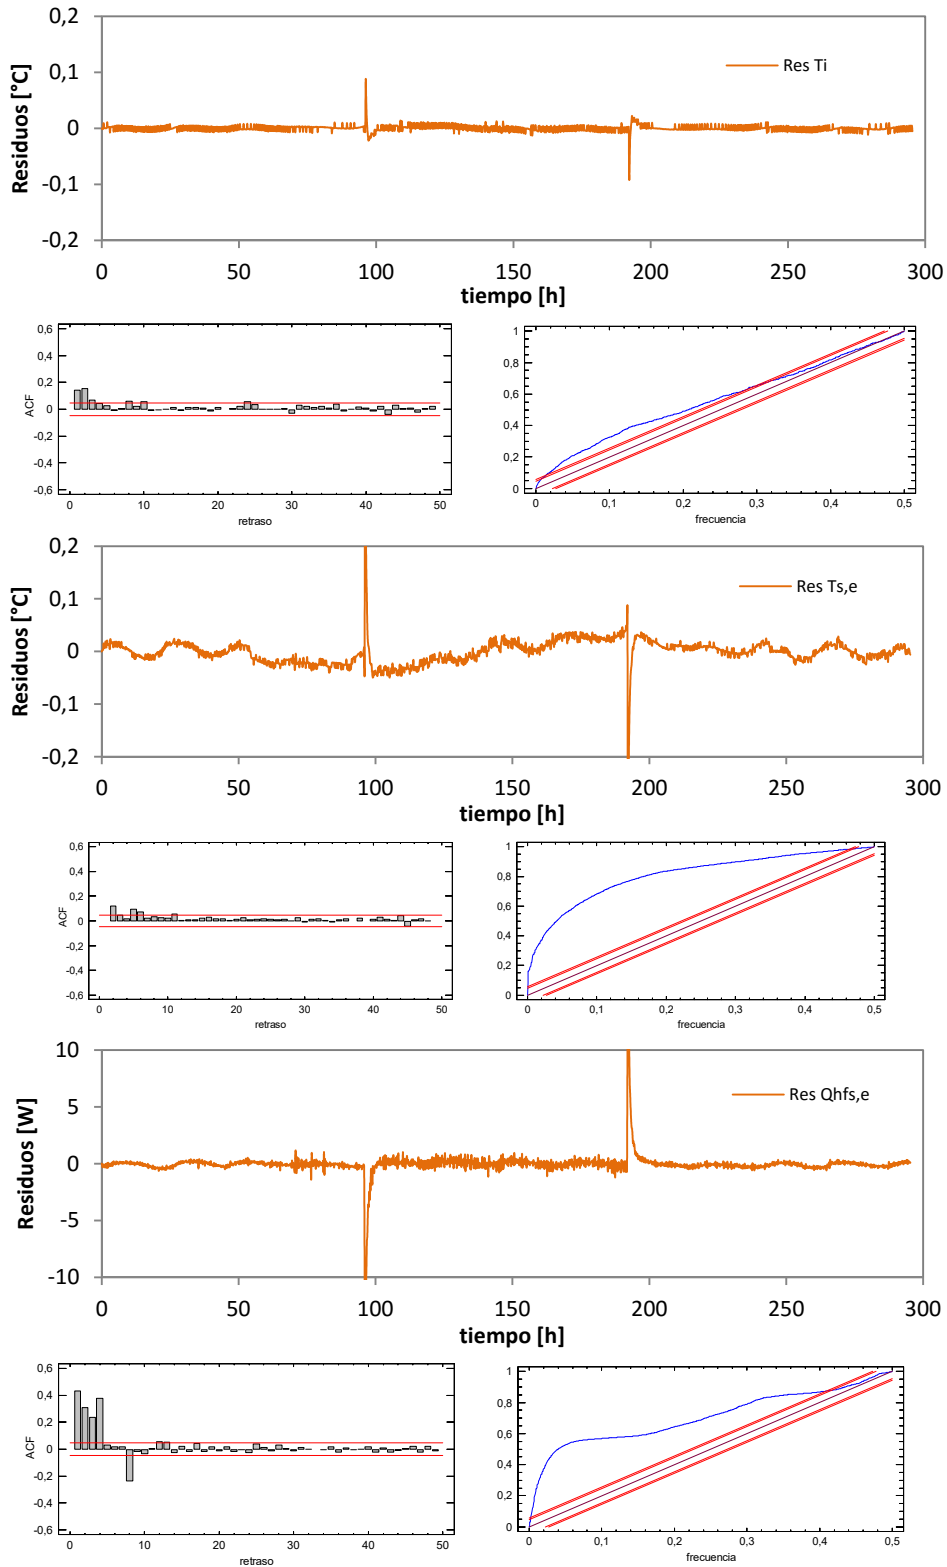 0,2
0,1
0
-0,1
-0,2
Residuos [°C]
Res Ti
0 50 100 150 200 250 300
tiempo [h]
0,6
0,4
0,2
0
-0,2
-0,4
-0,6
ACF
0 10 20 30 40 50
retraso
1
0,8
0,6
0,4
0,2
0
0 0,1 0,2 0,3 0,4 0,5
frecuencia
0,2
0,1
0
-0,1
-0,2
Residuos [°C]
Res Ts,e
0 50 100 150 200 250 300
tiempo [h]
0,6
0,4
0,2
0
-0,2
-0,4
-0,6
ACF
0 10 20 30 40 50
retraso
1
0,8
0,6
0,4
0,2
0
0 0,1 0,2 0,3 0,4 0,5
frecuencia
10
5
0
-5
-10
Residuos [W]
Res Qhfs,e
0 50 100 150 200 250 300
tiempo [h]
0,6
0,4
0,2
0
-0,2
-0,4
-0,6
ACF
0 10 20 30 40 50
retraso
1
0,8
0,6
0,4
0,2
0
0 0,1 0,2 0,3 0,4 0,5
frecuencia